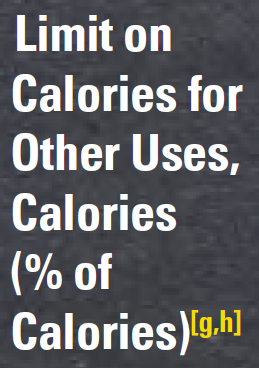 Limit on
Calories for
Other Uses,
Calories
(% of
Calories)[g,h]